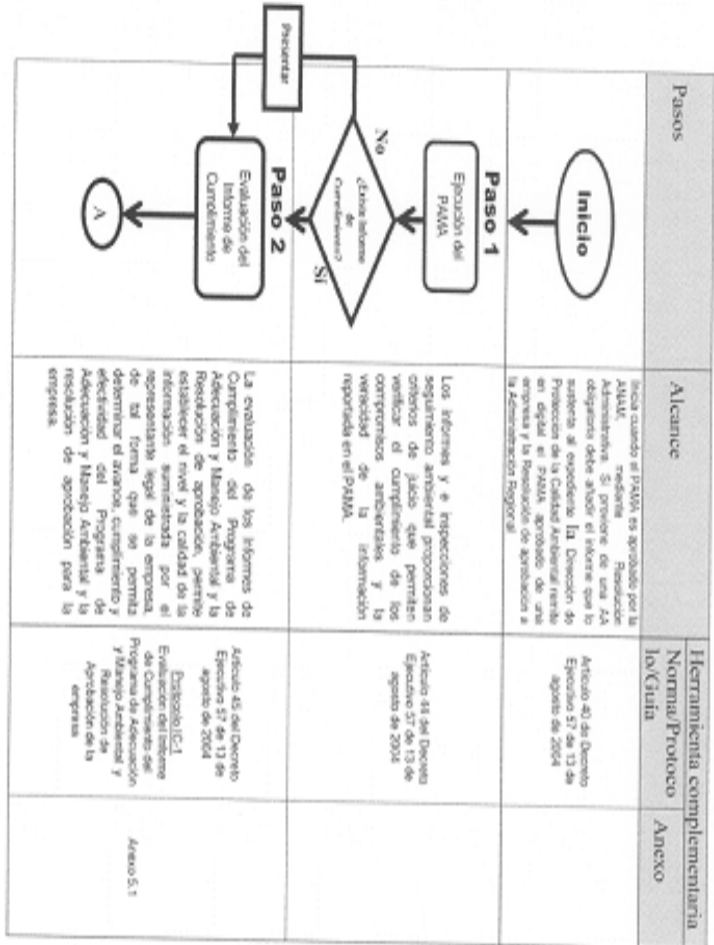 Pasos
Alcance
Herramienta complementaria
Norma/Protoco
lo/Guía
Anexo
Inicio
Inicia cuando el PAMA es aprobado por la
ANAM, mediante Resolución
Administrativa. Si proviene de una AA
obligatoria debe añadir el informe que lo
sustenta al expediente la Dirección de
Protección de la Calidad Ambiental remite
en digital el PAMA aprobado de una
empresa y la Resolución de aprobación a
la Administración Regional
Artículo 40 de Decreto
Ejecutivo 57 de 13 de
agosto de 2004
Paso 1
Ejecución del
PAMA
¿Existe Informe
de
Cumplimiento?
No
Sí
Presentar
Los informes y e inspecciones de
seguimiento ambiental proporcionan
criterios de juicio que permiten
verificar el cumplimiento de los
compromisos ambientales y la
veracidad de la información
reportada en el PAMA.
Artículo 44 del Decreto
Ejecutivo 57 de 13 de
agosto de 2004
Paso 2
Evaluación del
Informe de
Cumplimiento
A
La evaluación de los Informes de
Cumplimiento del Programa de
Adecuación y Manejo Ambiental y la
Resolución de aprobación, permite
establecer el nivel y la calidad de la
información suministrada por el
representante legal de la empresa,
de tal forma que se permita
determinar el avance, cumplimiento y
efectividad del Programa de
Adecuación y Manejo Ambiental y la
resolución de aprobación para la
empresa.
Artículo 45 del Decreto
Ejecutivo 57 de 13 de
agosto de 2004
Protocolo IC-1
Evaluación del Informe
de Cumplimiento del
Programa de Adecuación
y Manejo Ambiental y
Resolución de
Aprobación de la
empresa
Anexo 5.1